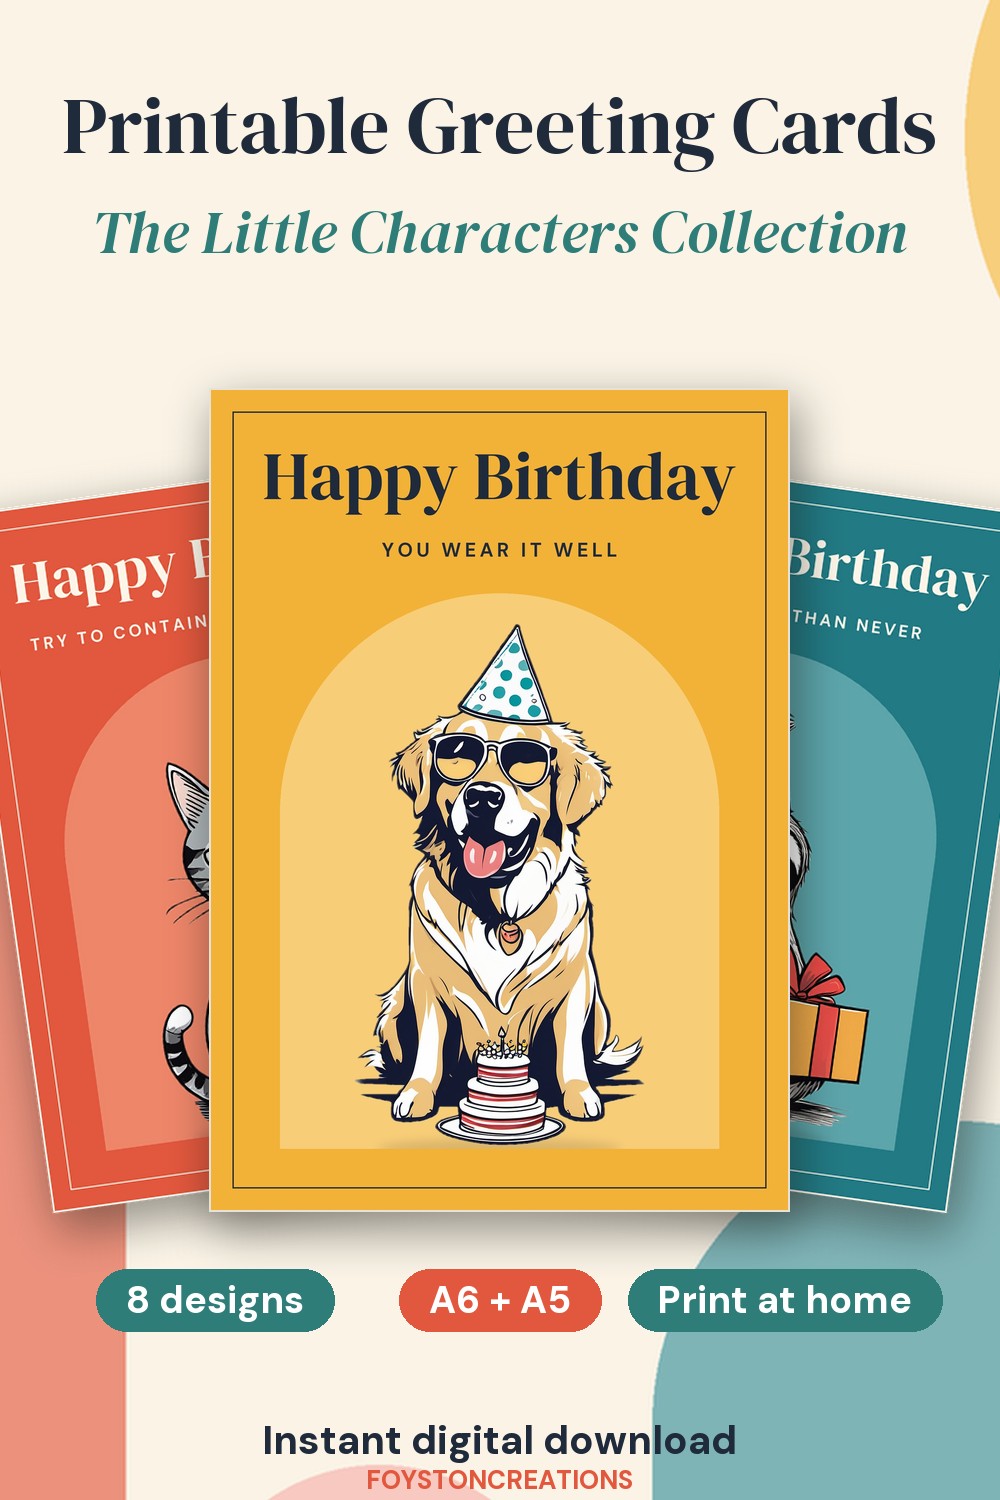 Printable Greeting Cards
The Little Characters Collection
Happy Birthday
YOU WEAR IT WELL
Happy
TRY TO CONTAIN
Birthday
THAN NEVER
8 designs
A6 + A5
Print at home
Instant digital download
FOYSTONCREATIONS